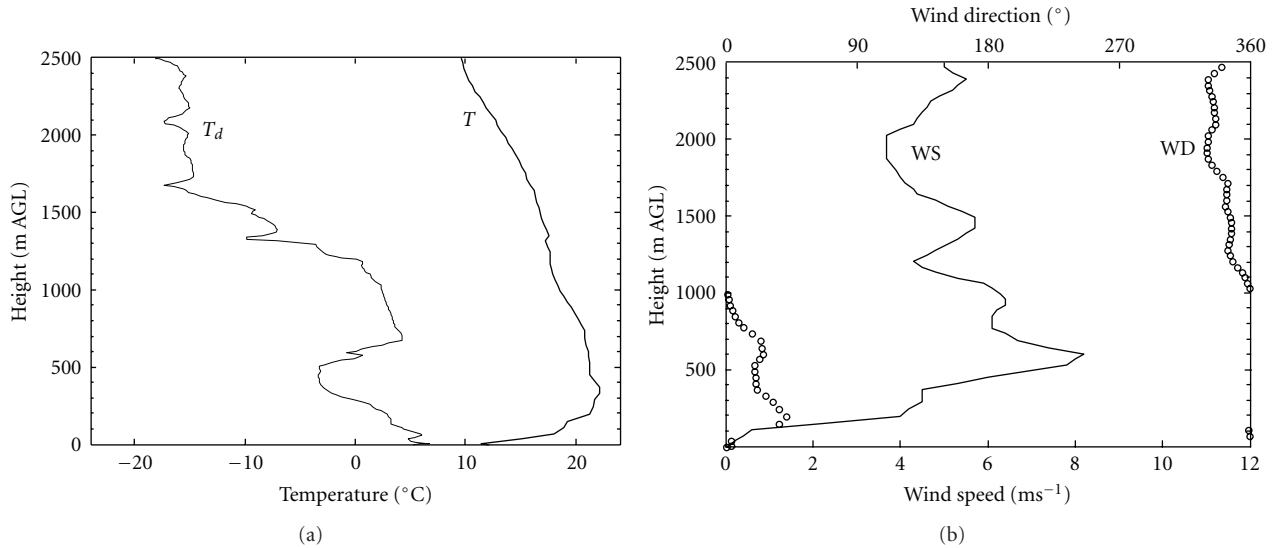 2500
2000
1500
1000
500
0
Height (m AGL)
T_d
T
−20
−10
0
10
20
Temperature (°C)
(a)
Wind direction (°)
0
90
180
270
360
2500
2000
1500
1000
500
0
Height (m AGL)
WS
WD
0
2
4
6
8
10
12
Wind speed (ms⁻¹)
(b)